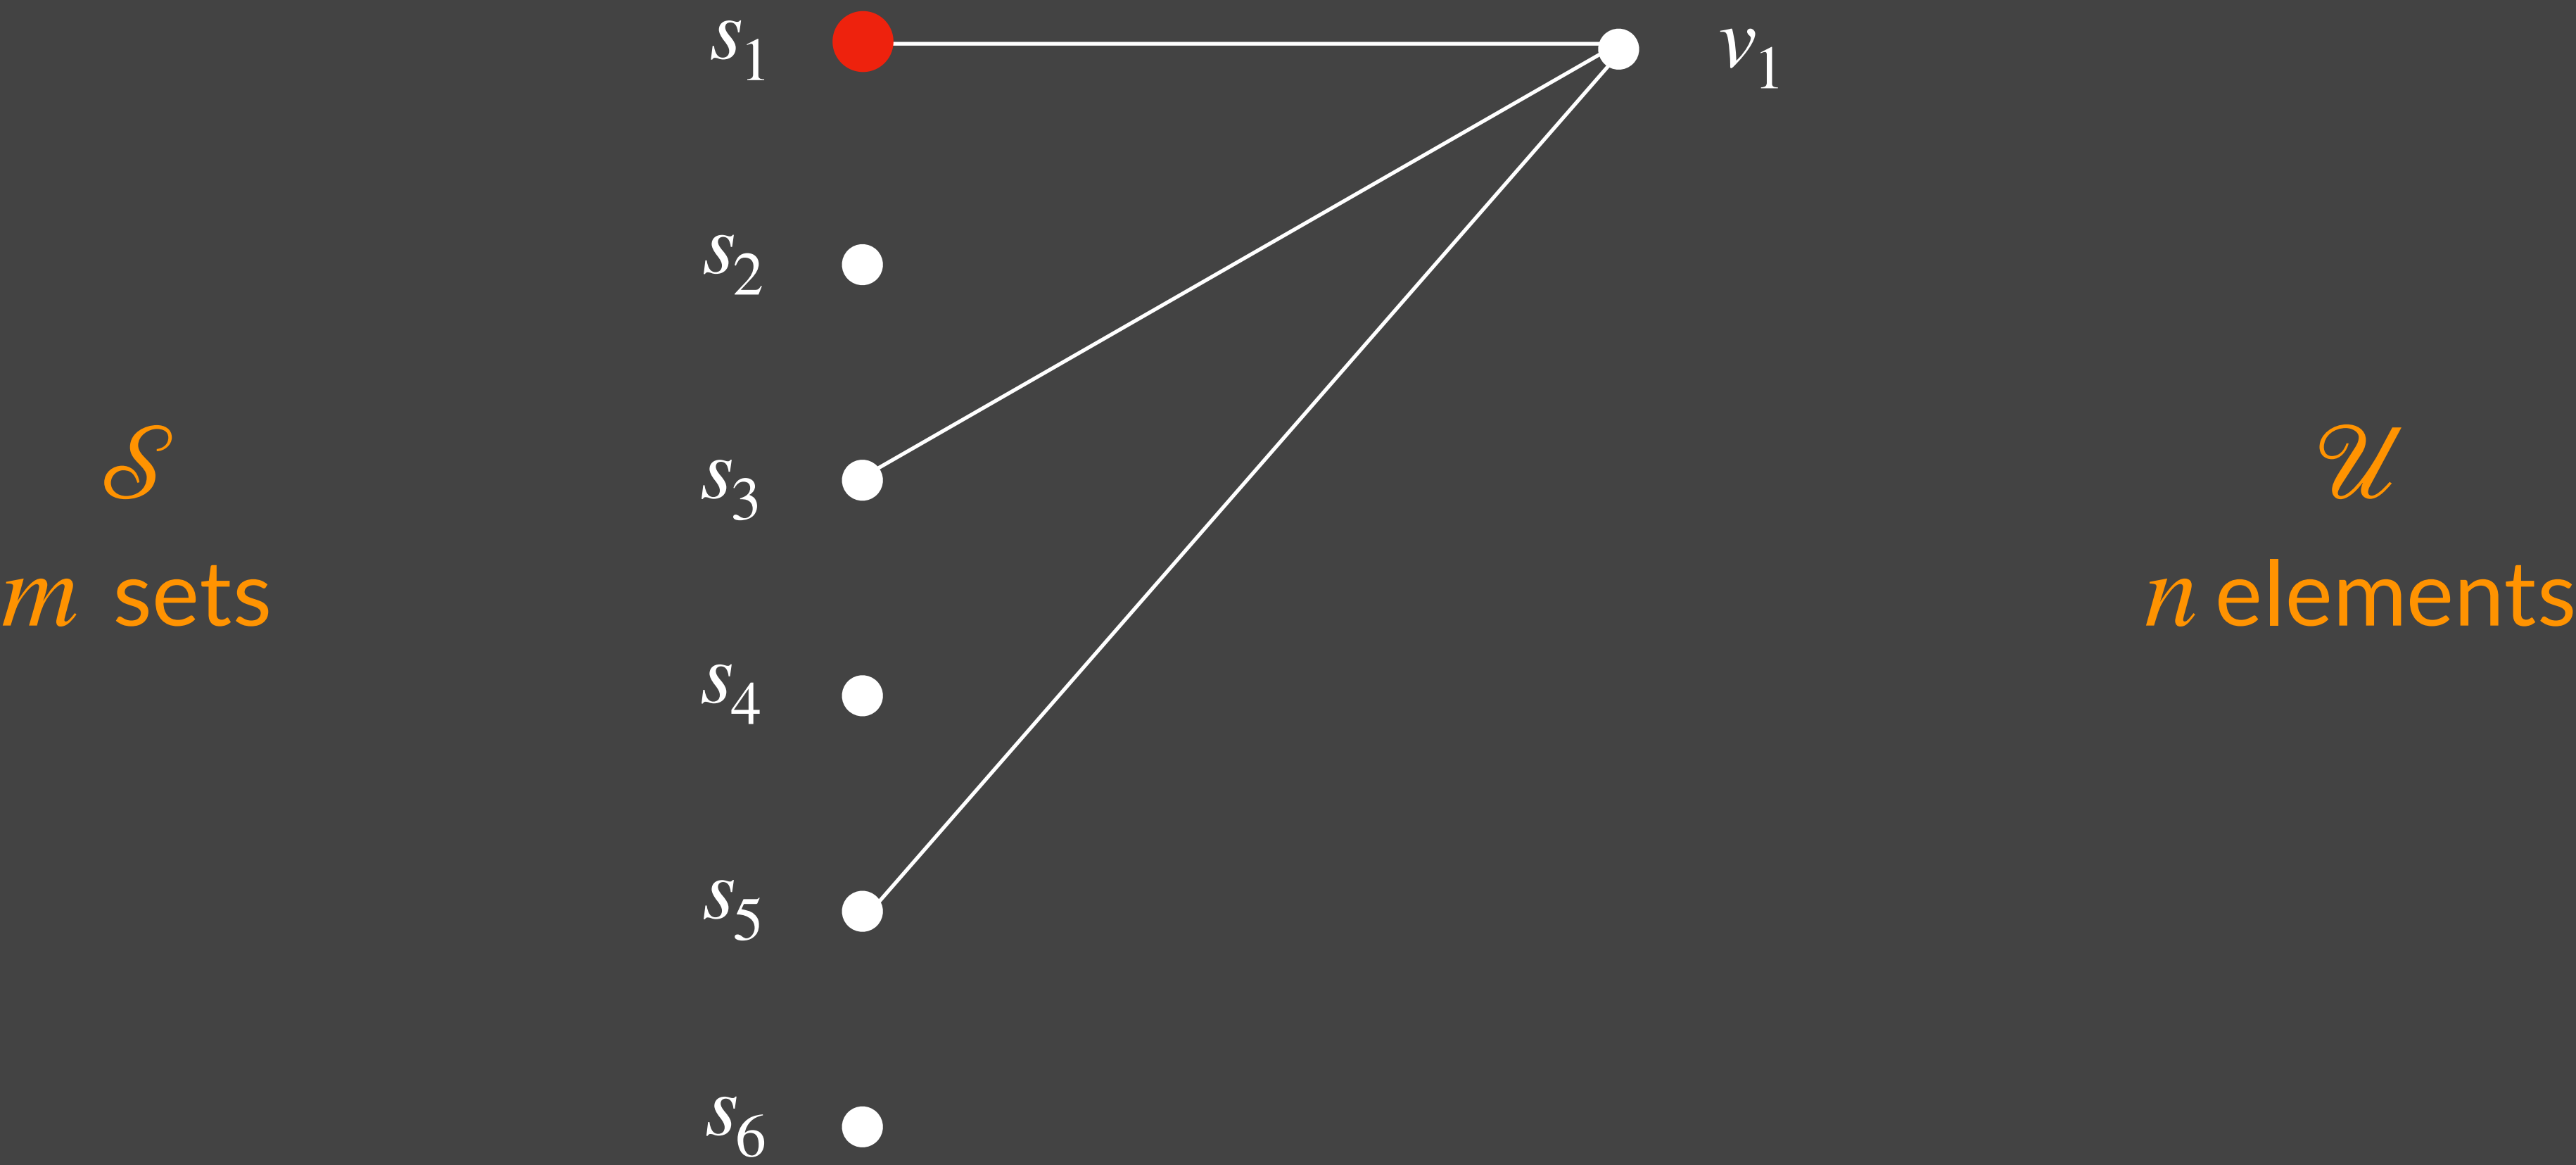 s₁
v₁
s₂
𝒮
𝒰
s₃
m sets
n elements
s₄
s₅
s₆